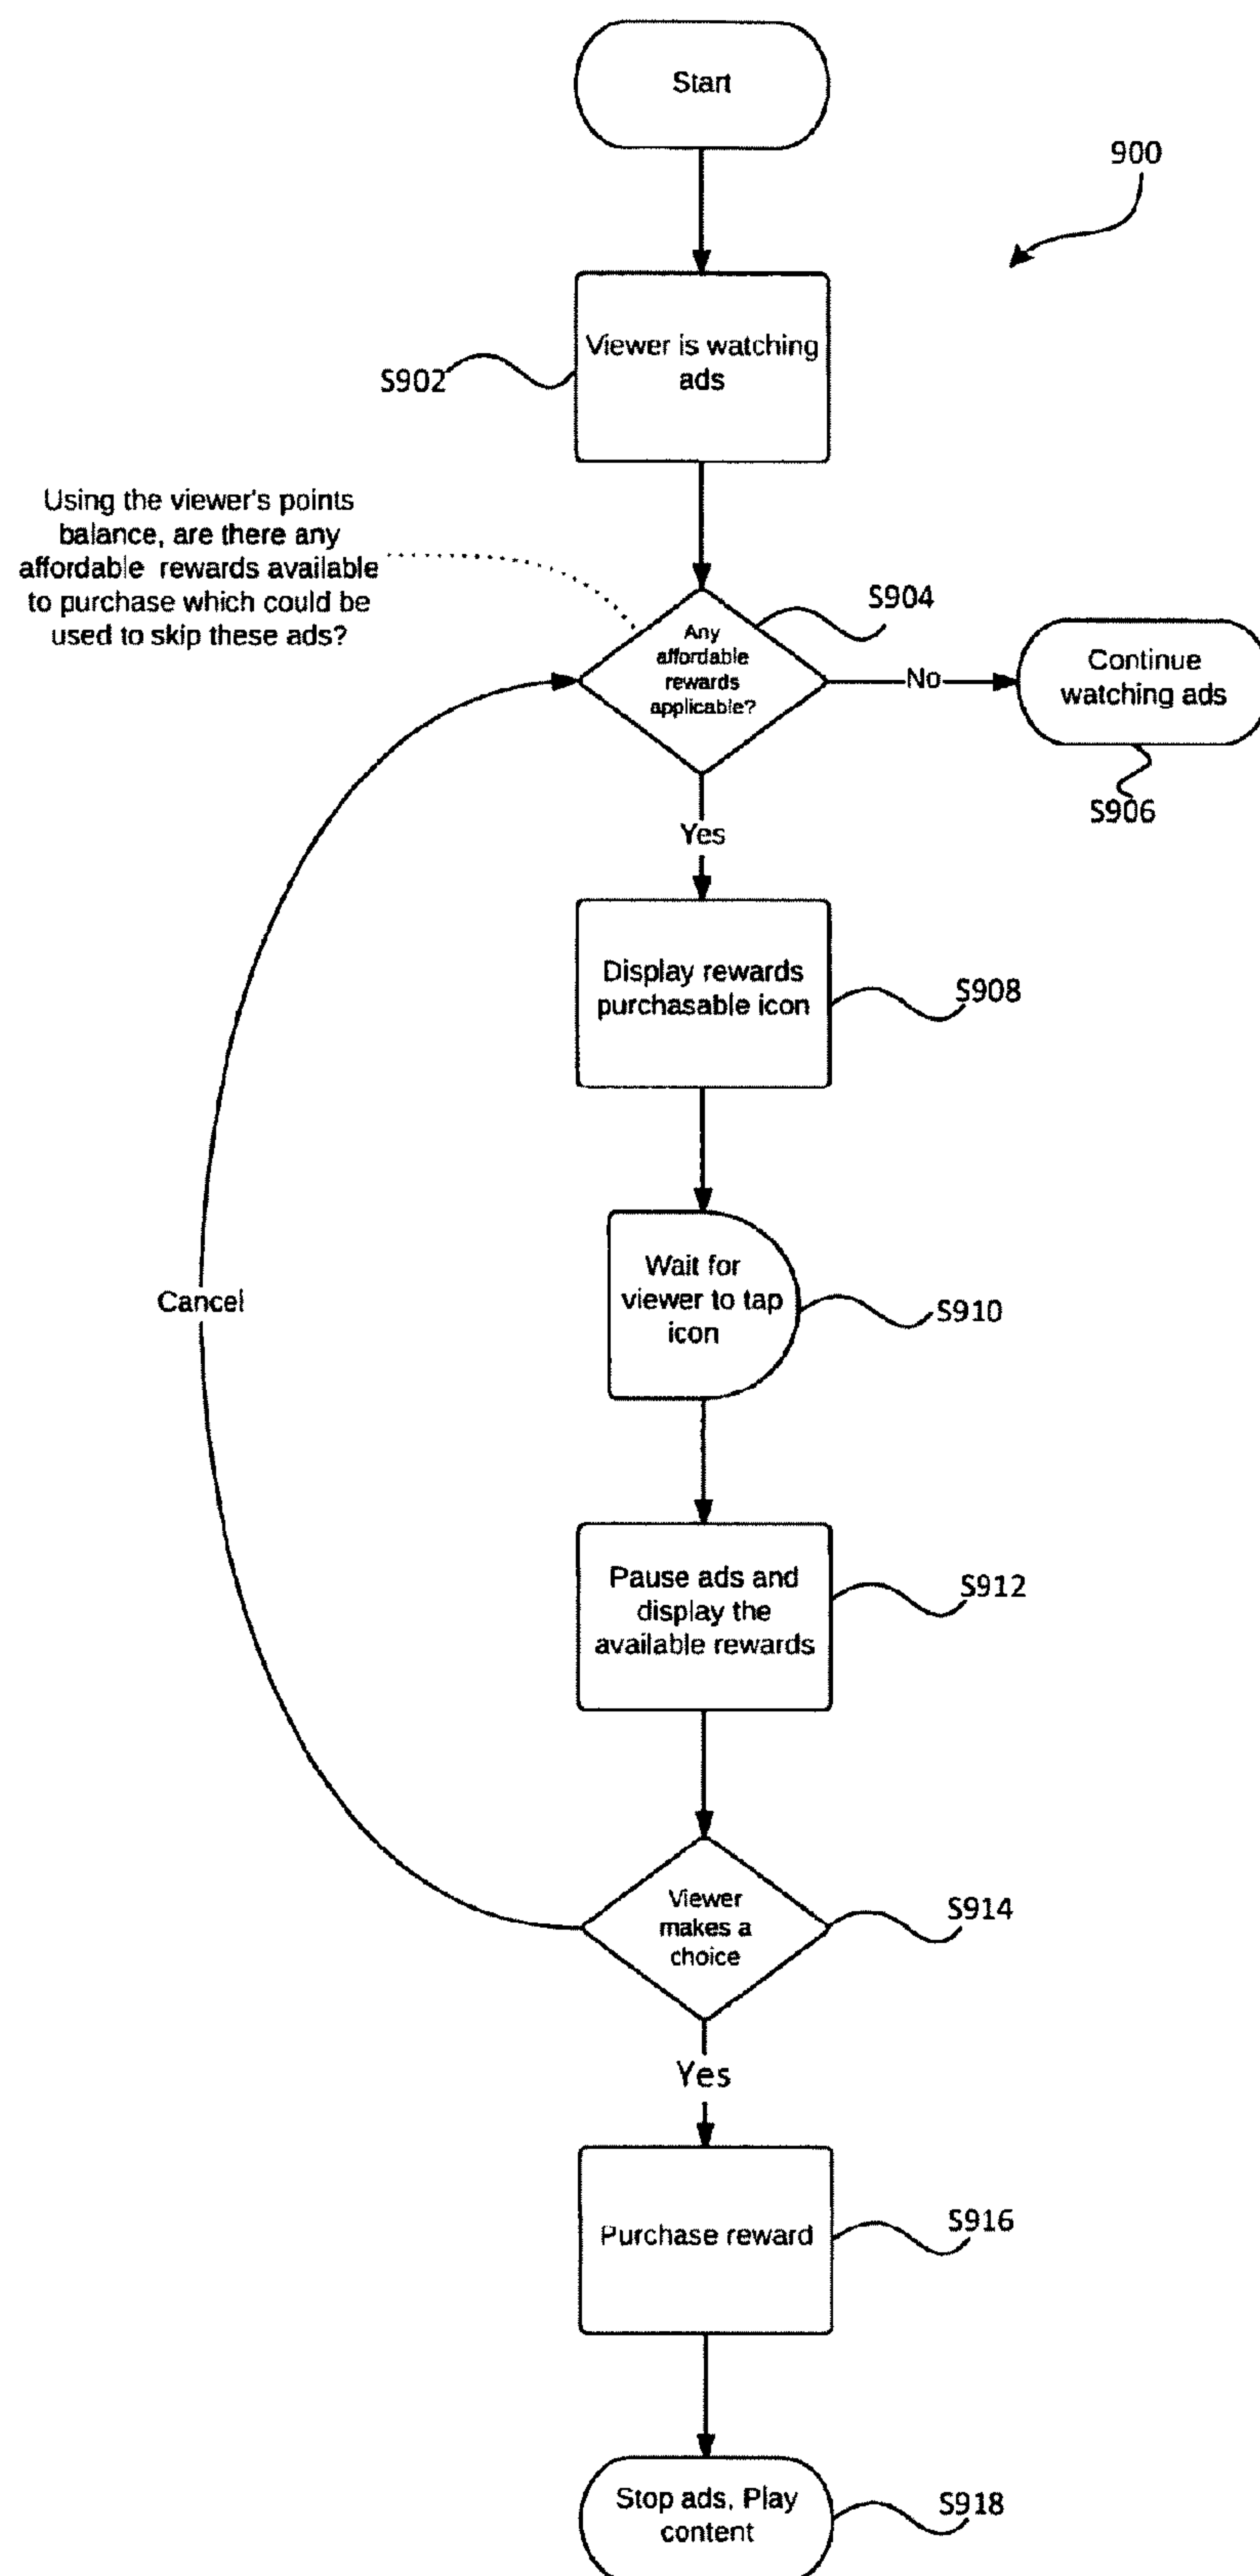 Start
900
Viewer is watching
ads
S902
Using the viewer's points
balance, are there any
affordable rewards available
to purchase which could be
used to skip these ads?
S904
Any
affordable
rewards
applicable?
No
Continue
watching ads
S906
Yes
Display rewards
purchasable icon
S908
Wait for
viewer to tap
icon
S910
Cancel
Pause ads and
display the
available rewards
S912
Viewer
makes a
choice
S914
Yes
Purchase reward
S916
Stop ads, Play
content
S918